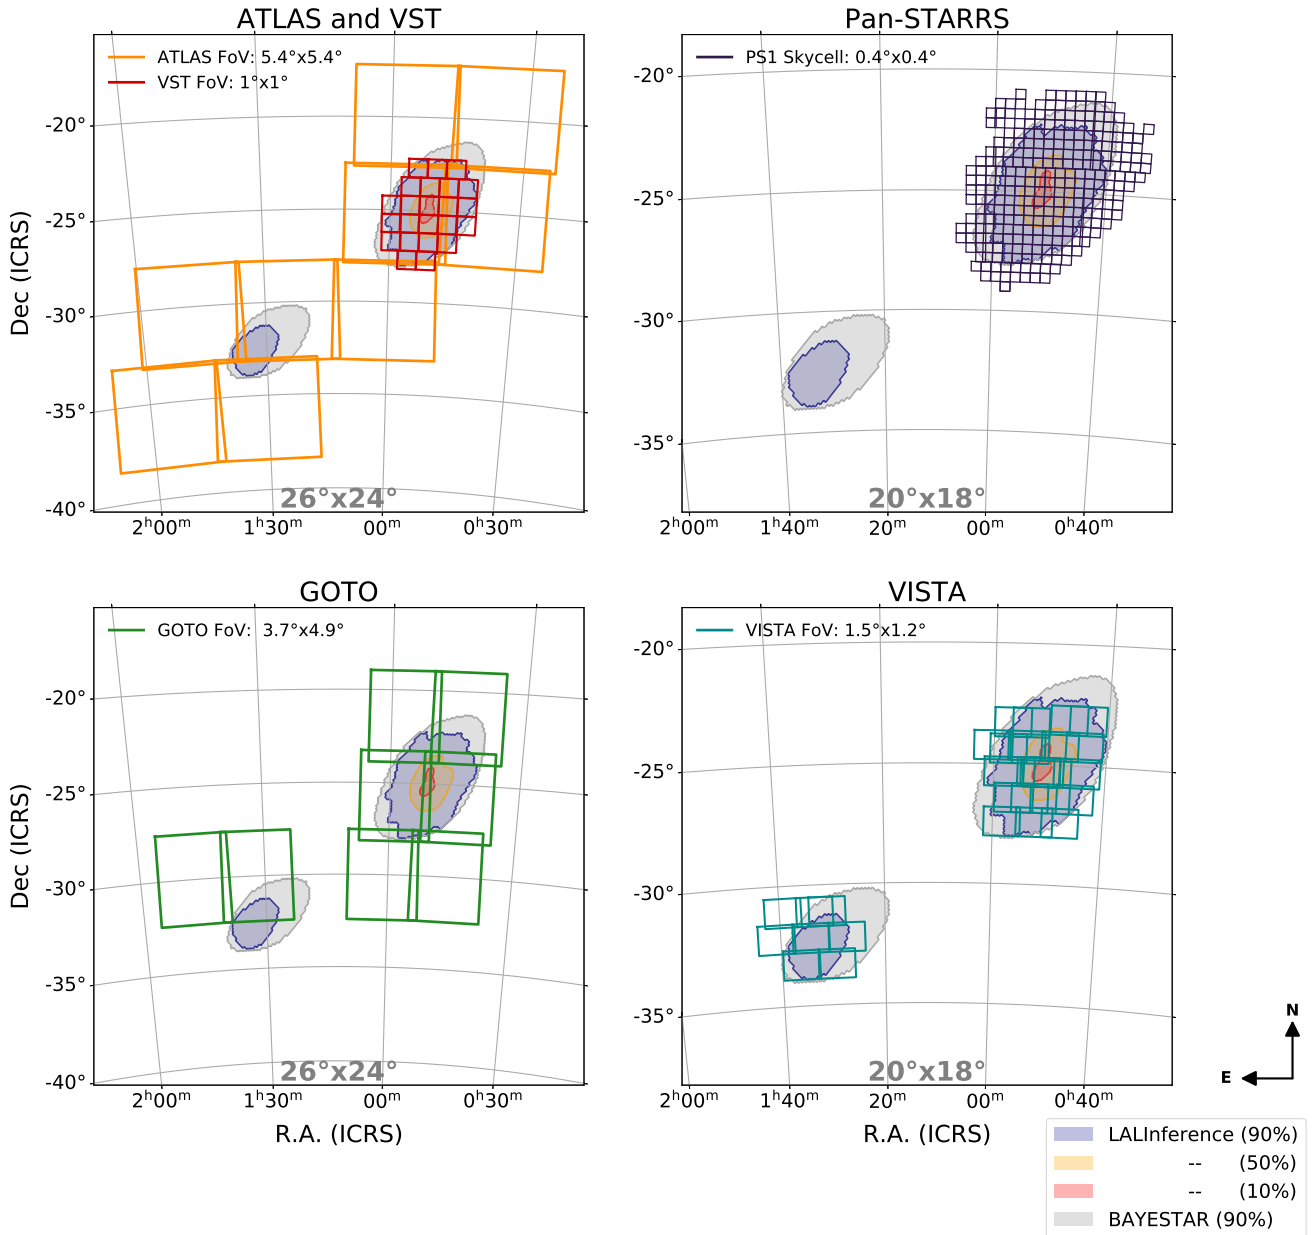 ATLAS and VST
ATLAS FoV: 5.4°x5.4°
VST FoV: 1°x1°
-20°
-25°
-30°
-35°
-40°
Dec (ICRS)
26°x24°
2ʰ00ᵐ 1ʰ30ᵐ 00ᵐ 0ʰ30ᵐ
Pan-STARRS
PS1 Skycell: 0.4°x0.4°
-20°
-25°
-30°
-35°
20°x18°
2ʰ00ᵐ 1ʰ40ᵐ 20ᵐ 00ᵐ 0ʰ40ᵐ
GOTO
GOTO FoV: 3.7°x4.9°
-20°
-25°
-30°
-35°
-40°
Dec (ICRS)
26°x24°
2ʰ00ᵐ 1ʰ30ᵐ 00ᵐ 0ʰ30ᵐ
R.A. (ICRS)
VISTA
VISTA FoV: 1.5°x1.2°
-20°
-25°
-30°
-35°
20°x18°
2ʰ00ᵐ 1ʰ40ᵐ 20ᵐ 00ᵐ 0ʰ40ᵐ
R.A. (ICRS)
N
E
LALInference (90%)
-- (50%)
-- (10%)
BAYESTAR (90%)